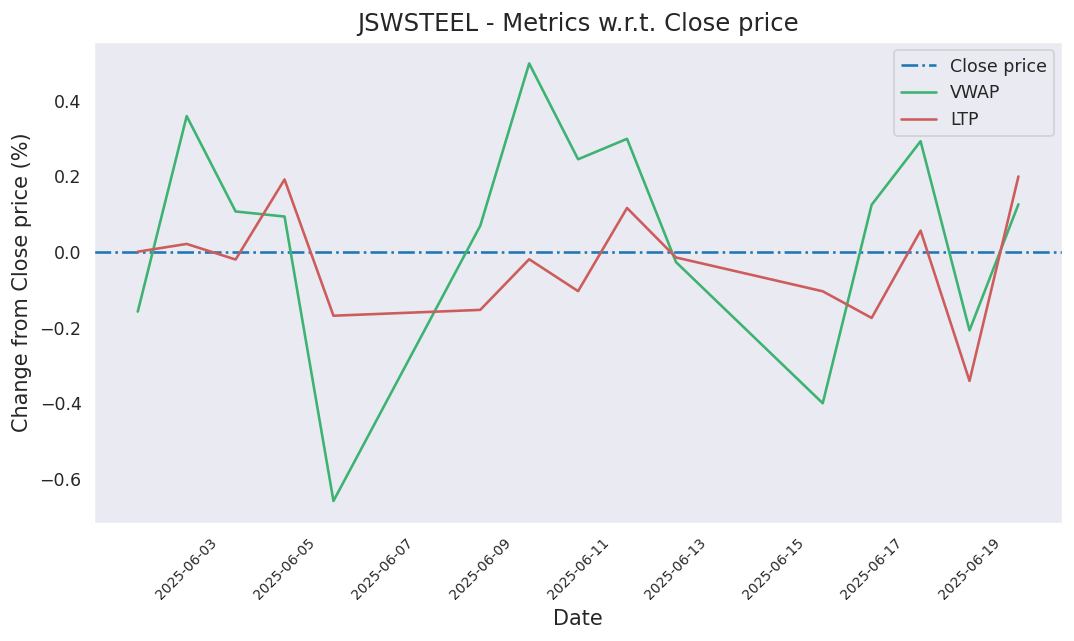 JSWSTEEL - Metrics w.r.t. Close price
Close price
VWAP
LTP
Change from Close price (%)
0.4
0.2
0.0
−0.2
−0.4
−0.6
2025-06-03
2025-06-05
2025-06-07
2025-06-09
2025-06-11
2025-06-13
2025-06-15
2025-06-17
2025-06-19
Date